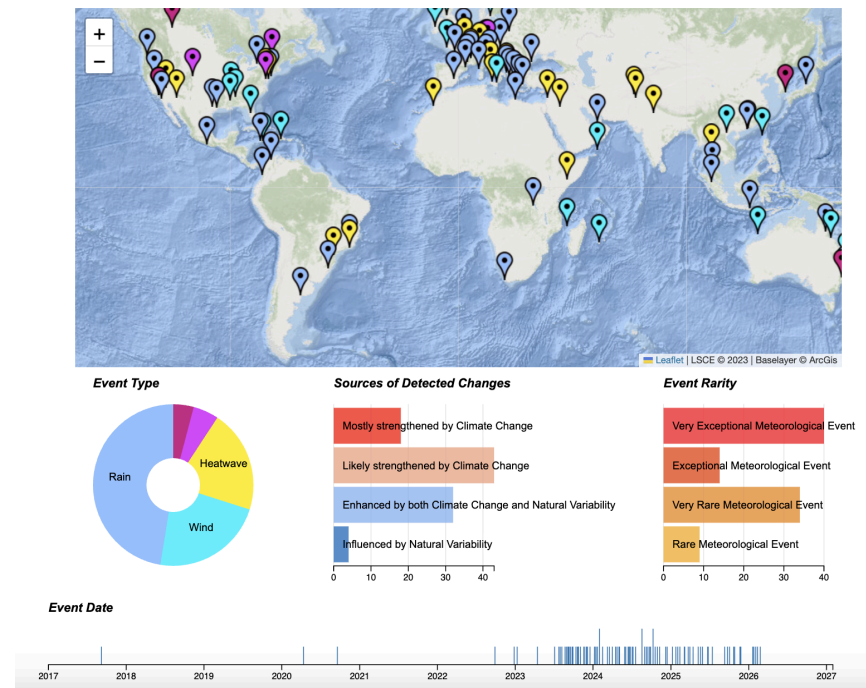 +
−
Leaflet | LSCE © 2023 | Baselayer © ArcGis
Event Type
Sources of Detected Changes
Event Rarity
Rain
Heatwave
Wind
Mostly strengthened by Climate Change
Likely strengthened by Climate Change
Enhanced by both Climate Change and Natural Variability
Influenced by Natural Variability
0 10 20 30 40
Very Exceptional Meteorological Event
Exceptional Meteorological Event
Very Rare Meteorological Event
Rare Meteorological Event
0 10 20 30 40
Event Date
2017 2018 2019 2020 2021 2022 2023 2024 2025 2026 2027